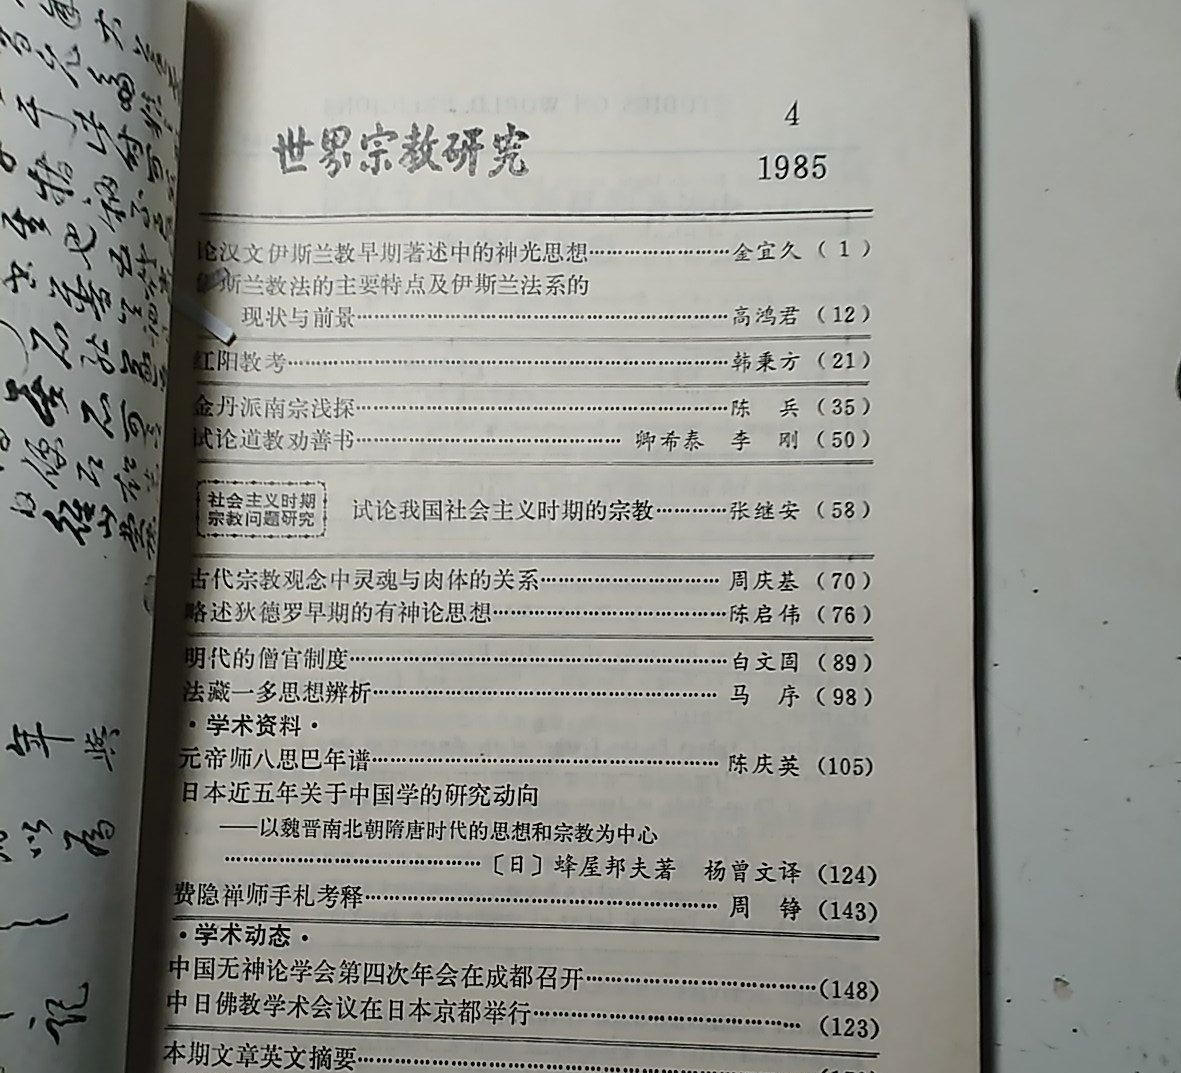 4
世界宗教研究
1985
论汉文伊斯兰教早期著述中的神光思想……………… 金宜久 ( 1 )
伊斯兰教法的主要特点及伊斯兰法系的
现状与前景……………………………………… 高鸿君 (12)
红阳教考……………………………………………… 韩秉方 (21)
金丹派南宗浅探……………………………………… 陈　兵 (35)
试论道教劝善书…………………………… 卿希泰　李　刚 (50)
社会主义时期
宗教问题研究
试论我国社会主义时期的宗教………… 张继安 (58)
古代宗教观念中灵魂与肉体的关系………………… 周庆基 (70)
略述狄德罗早期的有神论思想……………………… 陈启伟 (76)
明代的僧官制度……………………………………… 白文固 (89)
法藏一多思想辨析…………………………………… 马　序 (98)
·学术资料·
元帝师八思巴年谱…………………………………… 陈庆英 (105)
日本近五年关于中国学的研究动向
——以魏晋南北朝隋唐时代的思想和宗教为中心
………………………… 〔日〕蜂屋邦夫著　杨曾文译 (124)
费隐禅师手札考释…………………………………… 周　铮 (143)
·学术动态·
中国无神论学会第四次年会在成都召开……………………… (148)
中日佛教学术会议在日本京都举行………………………… (123)
本期文章英文摘要………………………………………………